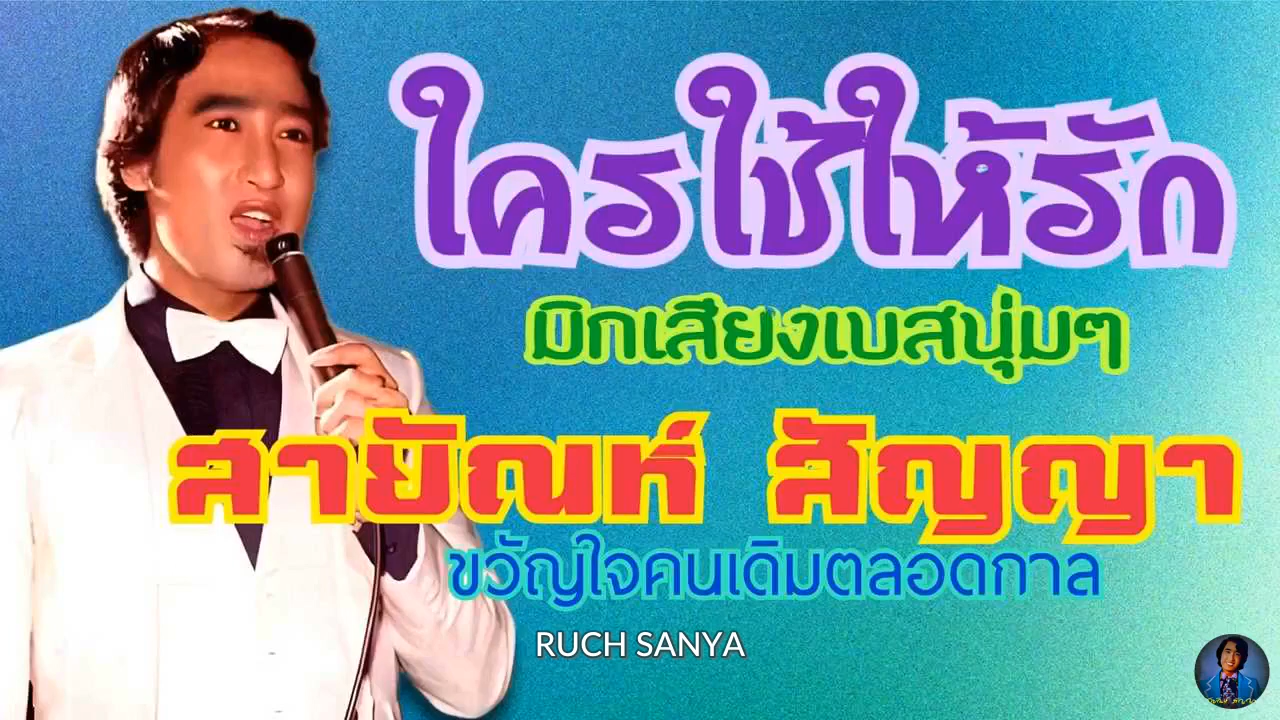 ใครใช้ให้รัก
มิกเสียงเบสนุ่มๆ
สายัณห์ สัญญา
ขวัญใจคนเดิมตลอดกาล
RUCH SANYA